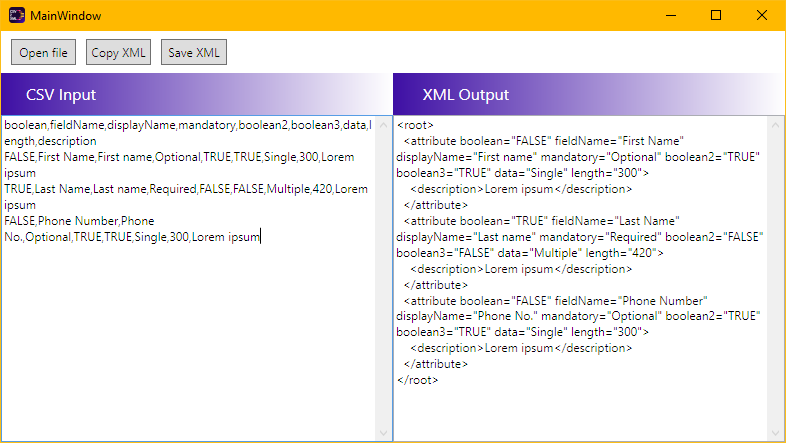 MainWindow
Open file
Copy XML
Save XML
CSV Input
XML Output
boolean,fieldName,displayName,mandatory,boolean2,boolean3,data,l
ength,description
FALSE,First Name,First name,Optional,TRUE,TRUE,Single,300,Lorem
ipsum
TRUE,Last Name,Last name,Required,FALSE,FALSE,Multiple,420,Lorem
ipsum
FALSE,Phone Number,Phone
No.,Optional,TRUE,TRUE,Single,300,Lorem ipsum
<root>
<attribute boolean="FALSE" fieldName="First Name"
displayName="First name" mandatory="Optional" boolean2="TRUE"
boolean3="TRUE" data="Single" length="300">
<description>Lorem ipsum</description>
</attribute>
<attribute boolean="TRUE" fieldName="Last Name"
displayName="Last name" mandatory="Required" boolean2="FALSE"
boolean3="FALSE" data="Multiple" length="420">
<description>Lorem ipsum</description>
</attribute>
<attribute boolean="FALSE" fieldName="Phone Number"
displayName="Phone No." mandatory="Optional" boolean2="TRUE"
boolean3="TRUE" data="Single" length="300">
<description>Lorem ipsum</description>
</attribute>
</root>